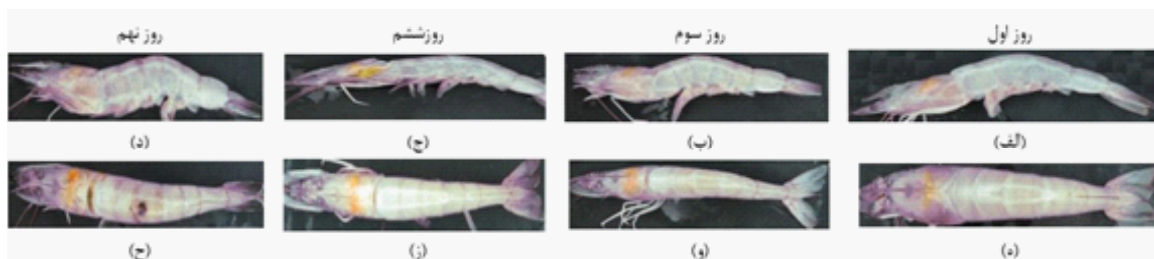 روز اول روز سوم روزششم روز نهم
(الف) (ب) (ج) (د)
(ه) (و) (ز) (ح)